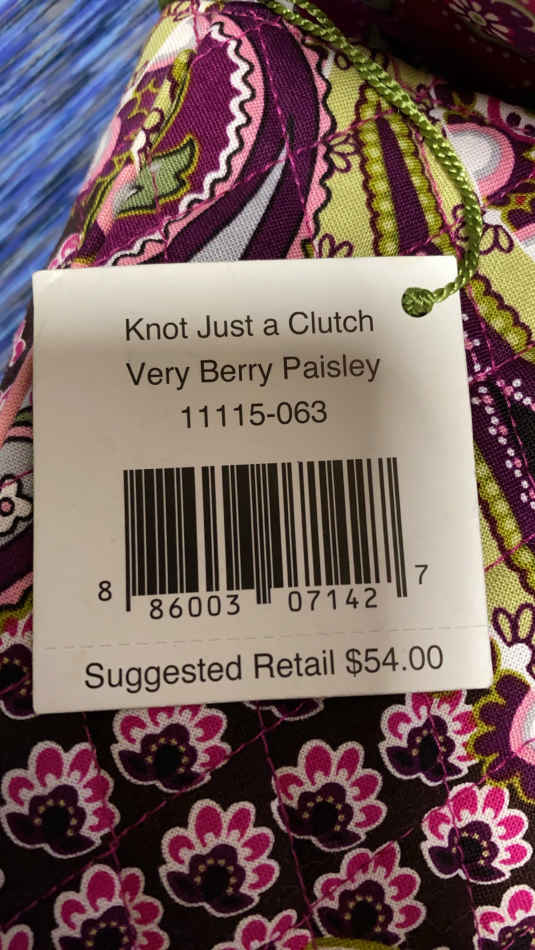 Knot Just a Clutch
Very Berry Paisley
11115-063
8 86003 07142 7
Suggested Retail $54.00